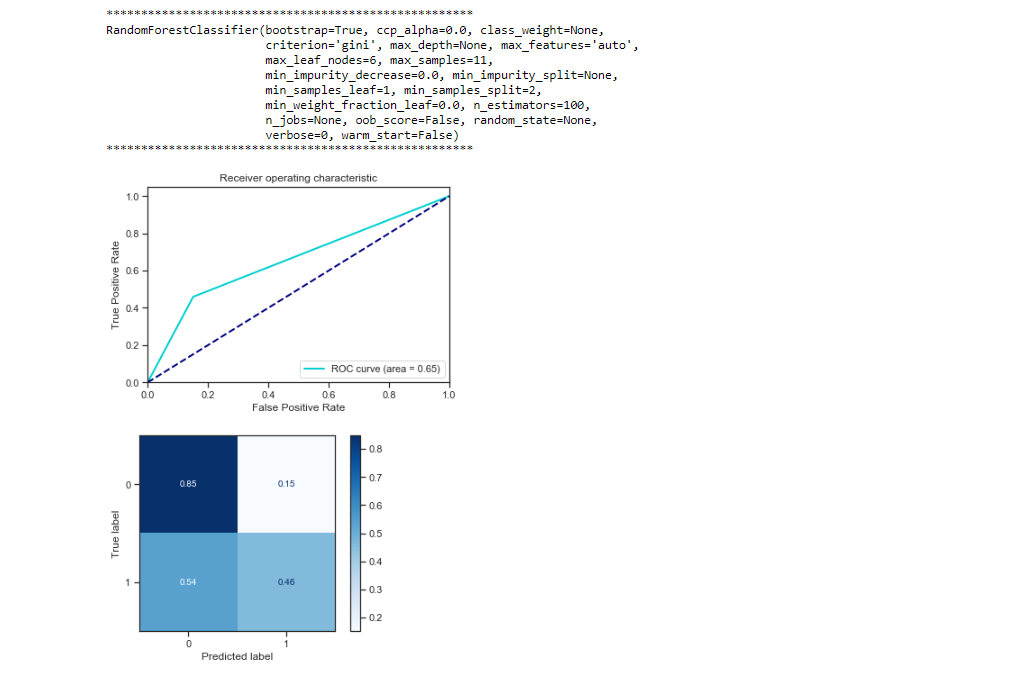 *****************************************************
RandomForestClassifier(bootstrap=True, ccp_alpha=0.0, class_weight=None,
criterion='gini', max_depth=None, max_features='auto',
max_leaf_nodes=6, max_samples=11,
min_impurity_decrease=0.0, min_impurity_split=None,
min_samples_leaf=1, min_samples_split=2,
min_weight_fraction_leaf=0.0, n_estimators=100,
n_jobs=None, oob_score=False, random_state=None,
verbose=0, warm_start=False)
*****************************************************
Receiver operating characteristic
True Positive Rate
1.0
0.8
0.6
0.4
0.2
0.0
ROC curve (area = 0.65)
0.0 0.2 0.4 0.6 0.8 1.0
False Positive Rate
True label
0
1
0.85 0.15
0.54 0.46
0 1
Predicted label
0.8
0.7
0.6
0.5
0.4
0.3
0.2